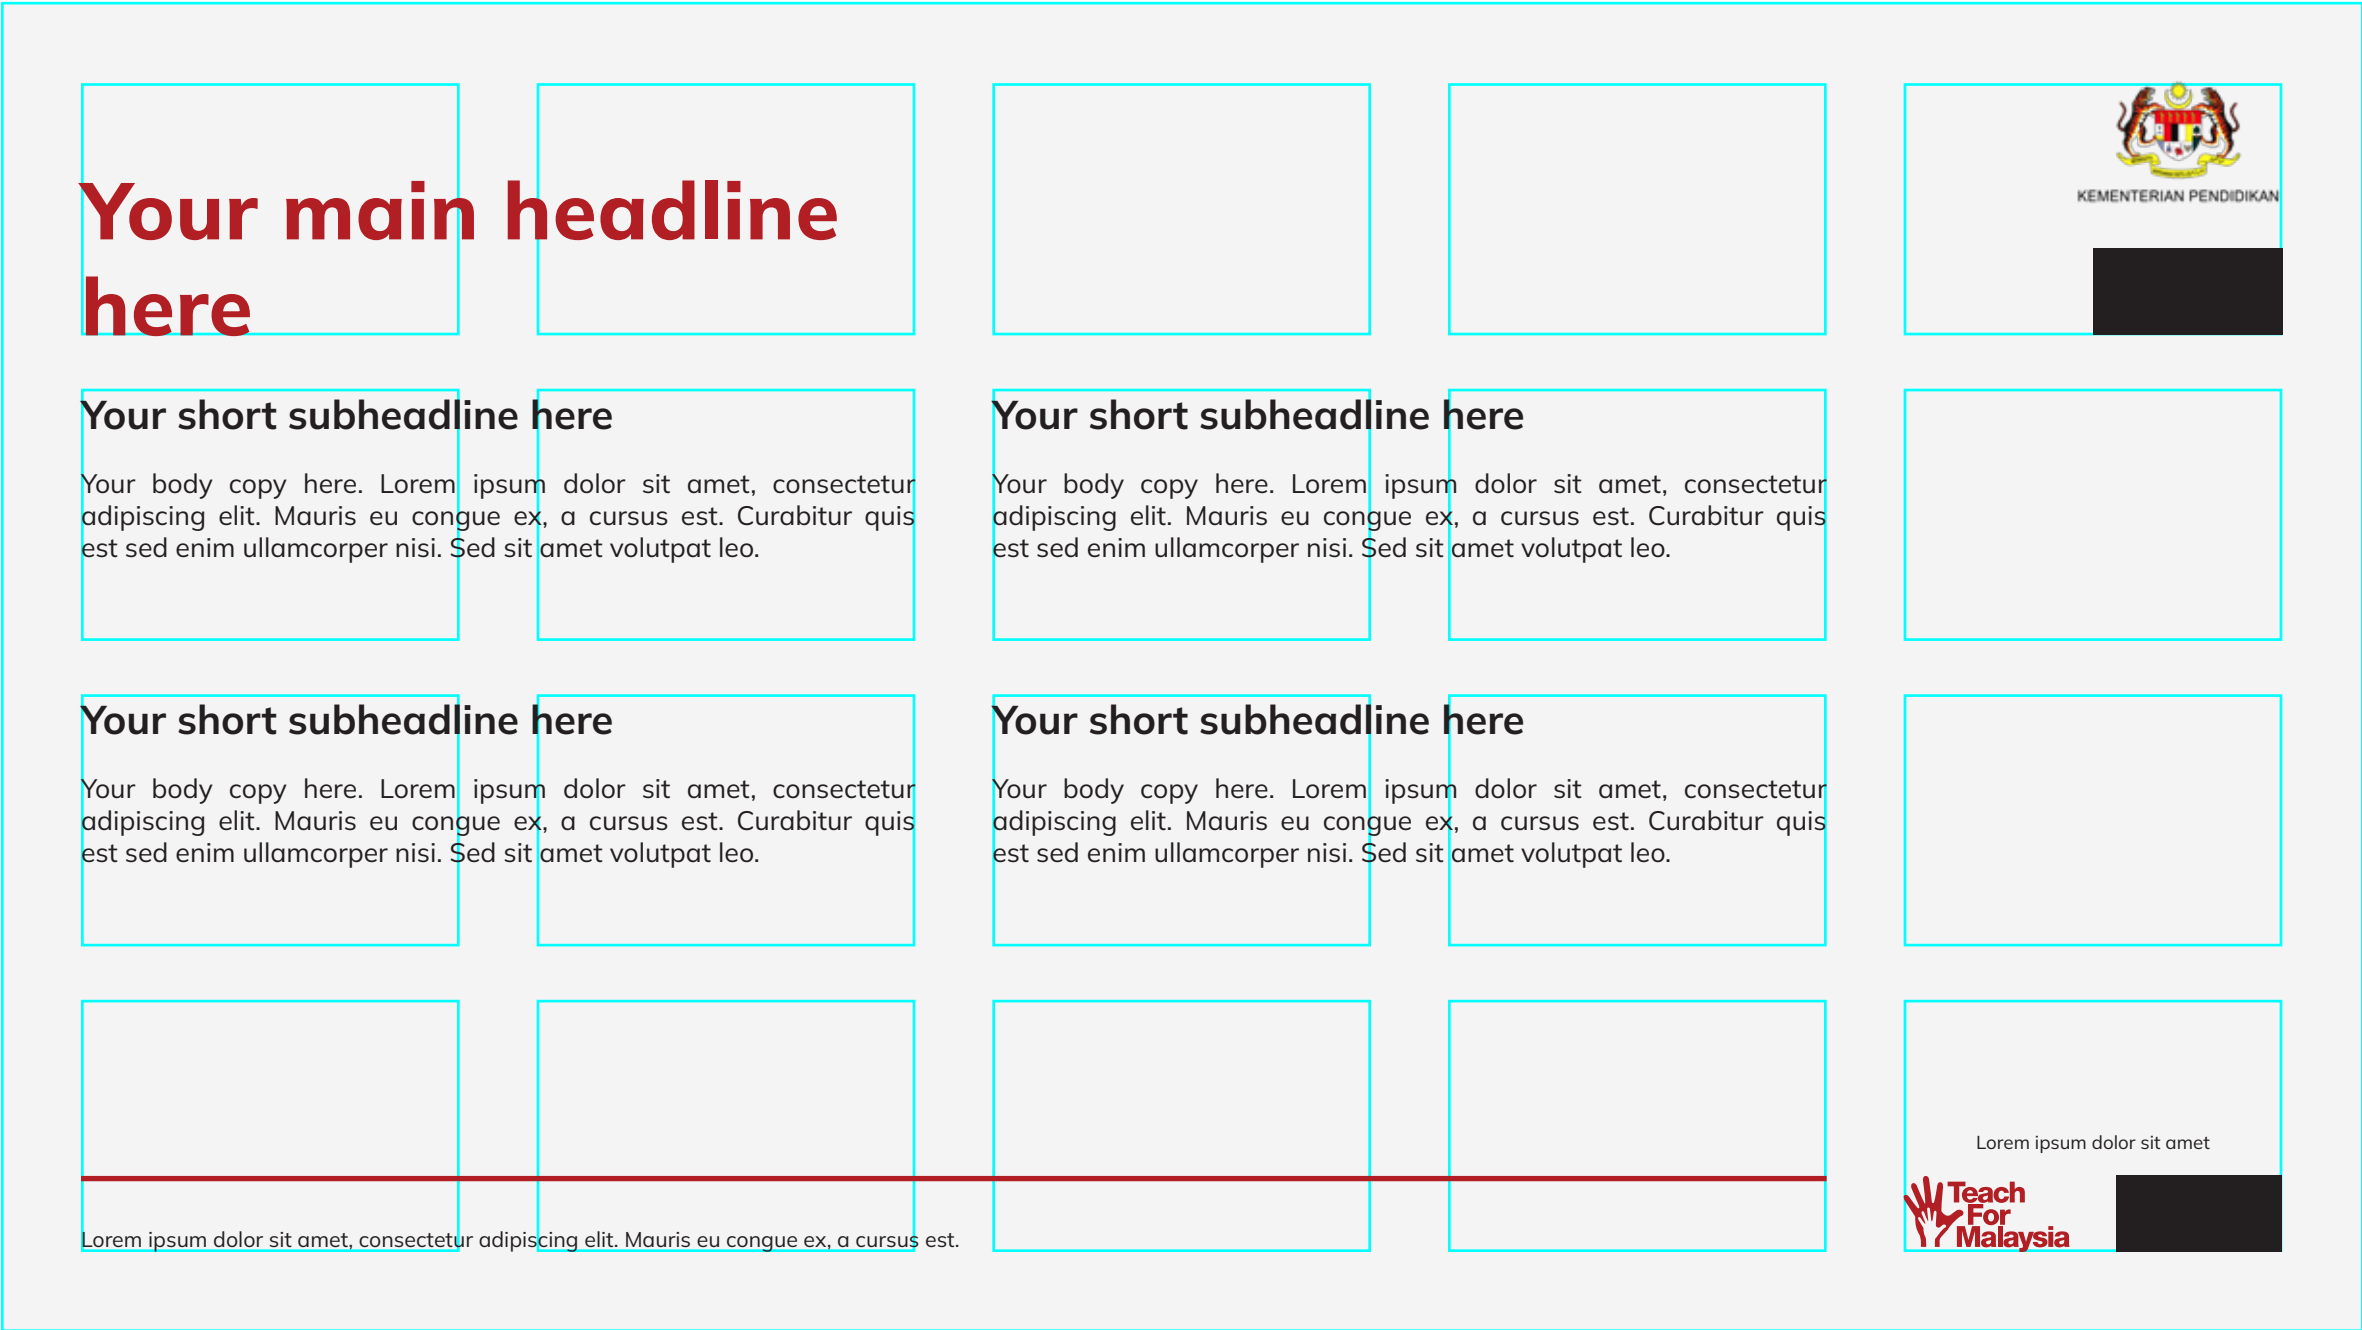 Your main headline
here
KEMENTERIAN PENDIDIKAN
Your short subheadline here
Your body copy here. Lorem ipsum dolor sit amet, consectetur
adipiscing elit. Mauris eu congue ex, a cursus est. Curabitur quis
est sed enim ullamcorper nisi. Sed sit amet volutpat leo.
Your short subheadline here
Your body copy here. Lorem ipsum dolor sit amet, consectetur
adipiscing elit. Mauris eu congue ex, a cursus est. Curabitur quis
est sed enim ullamcorper nisi. Sed sit amet volutpat leo.
Your short subheadline here
Your body copy here. Lorem ipsum dolor sit amet, consectetur
adipiscing elit. Mauris eu congue ex, a cursus est. Curabitur quis
est sed enim ullamcorper nisi. Sed sit amet volutpat leo.
Your short subheadline here
Your body copy here. Lorem ipsum dolor sit amet, consectetur
adipiscing elit. Mauris eu congue ex, a cursus est. Curabitur quis
est sed enim ullamcorper nisi. Sed sit amet volutpat leo.
Lorem ipsum dolor sit amet, consectetur adipiscing elit. Mauris eu congue ex, a cursus est.
Lorem ipsum dolor sit amet
Teach
For
Malaysia